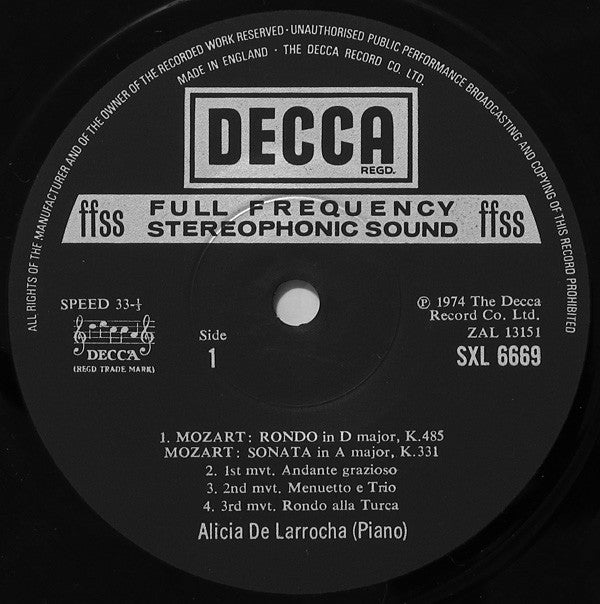 ALL RIGHTS OF THE MANUFACTURER AND OF THE OWNER OF THE RECORDED WORK RESERVED · UNAUTHORISED PUBLIC PERFORMANCE BROADCASTING AND COPYING OF THIS RECORD PROHIBITED
MADE IN ENGLAND · THE DECCA RECORD CO. LTD.
DECCA
REGD.
ffss FULL FREQUENCY ffss
STEREOPHONIC SOUND
SPEED 33-⅓
DECCA
(REGD TRADE MARK)
Side
1
℗ 1974 The Decca
Record Co. Ltd.
ZAL 13151
SXL 6669
1. MOZART: RONDO in D major, K.485
MOZART: SONATA in A major, K.331
2. 1st mvt. Andante grazioso
3. 2nd mvt. Menuetto e Trio
4. 3rd mvt. Rondo alla Turca
Alicia De Larrocha (Piano)